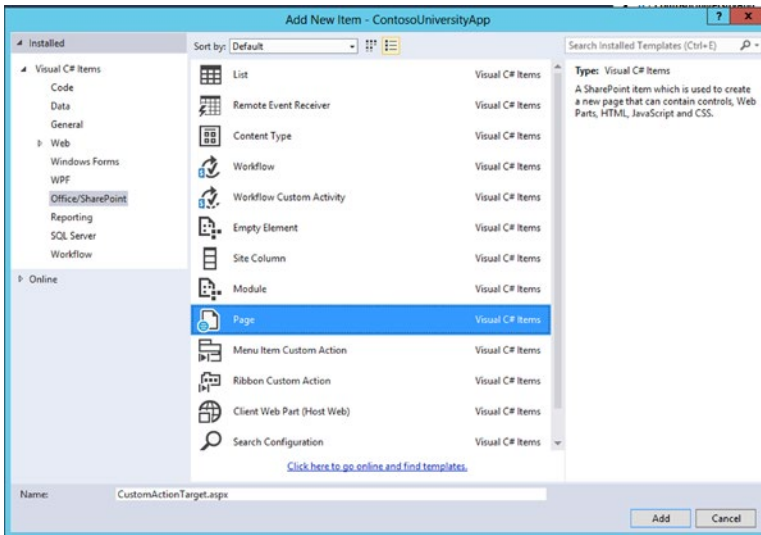 Add New Item - ContosoUniversityApp
? x
Installed
Sort by: Default
Search Installed Templates (Ctrl+E)
Visual C# Items
Code
Data
General
Web
Windows Forms
WPF
Office/SharePoint
Reporting
SQL Server
Workflow
Online
List Visual C# Items
Remote Event Receiver Visual C# Items
Content Type Visual C# Items
Workflow Visual C# Items
Workflow Custom Activity Visual C# Items
Empty Element Visual C# Items
Site Column Visual C# Items
Module Visual C# Items
Page Visual C# Items
Menu Item Custom Action Visual C# Items
Ribbon Custom Action Visual C# Items
Client Web Part (Host Web) Visual C# Items
Search Configuration Visual C# Items
Click here to go online and find templates.
Type: Visual C# Items
A SharePoint item which is used to create
a new page that can contain controls, Web
Parts, HTML, JavaScript and CSS.
Name: CustomActionTarget.aspx
Add Cancel